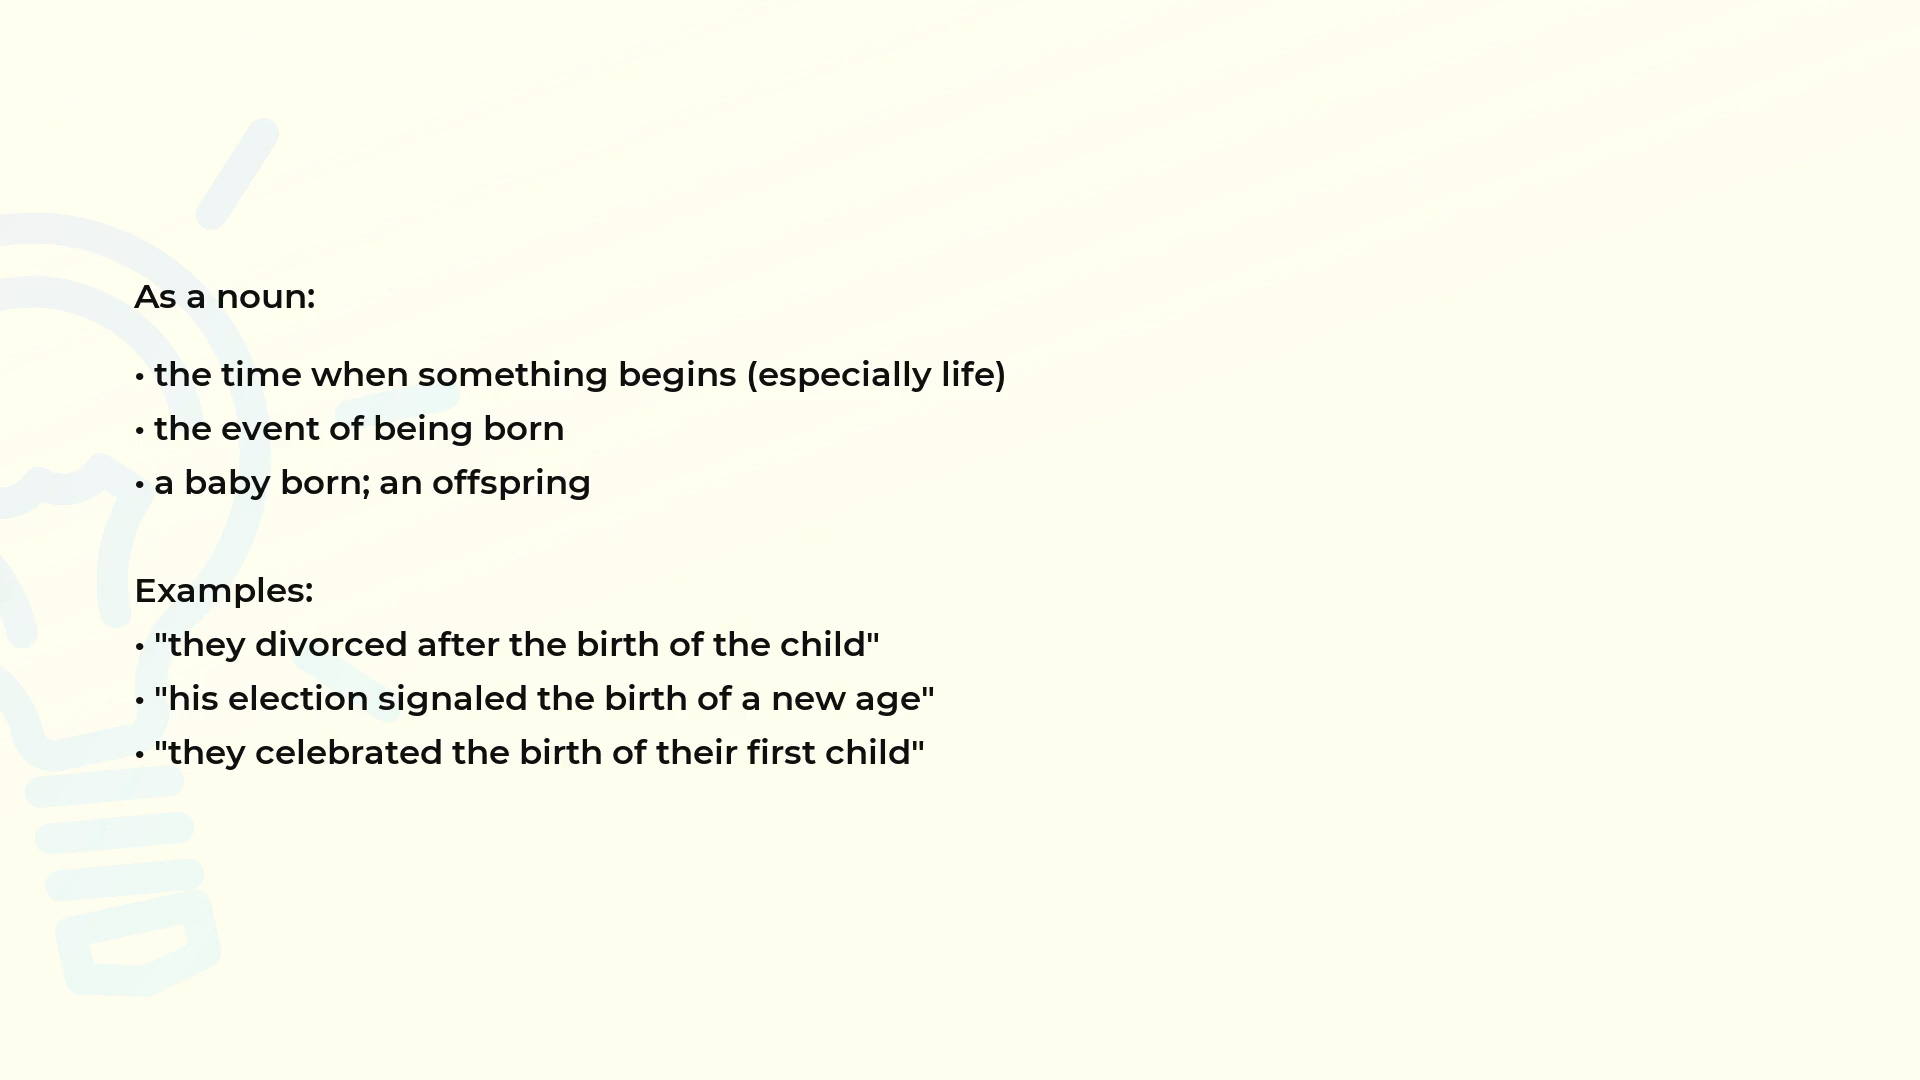 As a noun:
• the time when something begins (especially life)
• the event of being born
• a baby born; an offspring
Examples:
• "they divorced after the birth of the child"
• "his election signaled the birth of a new age"
• "they celebrated the birth of their first child"